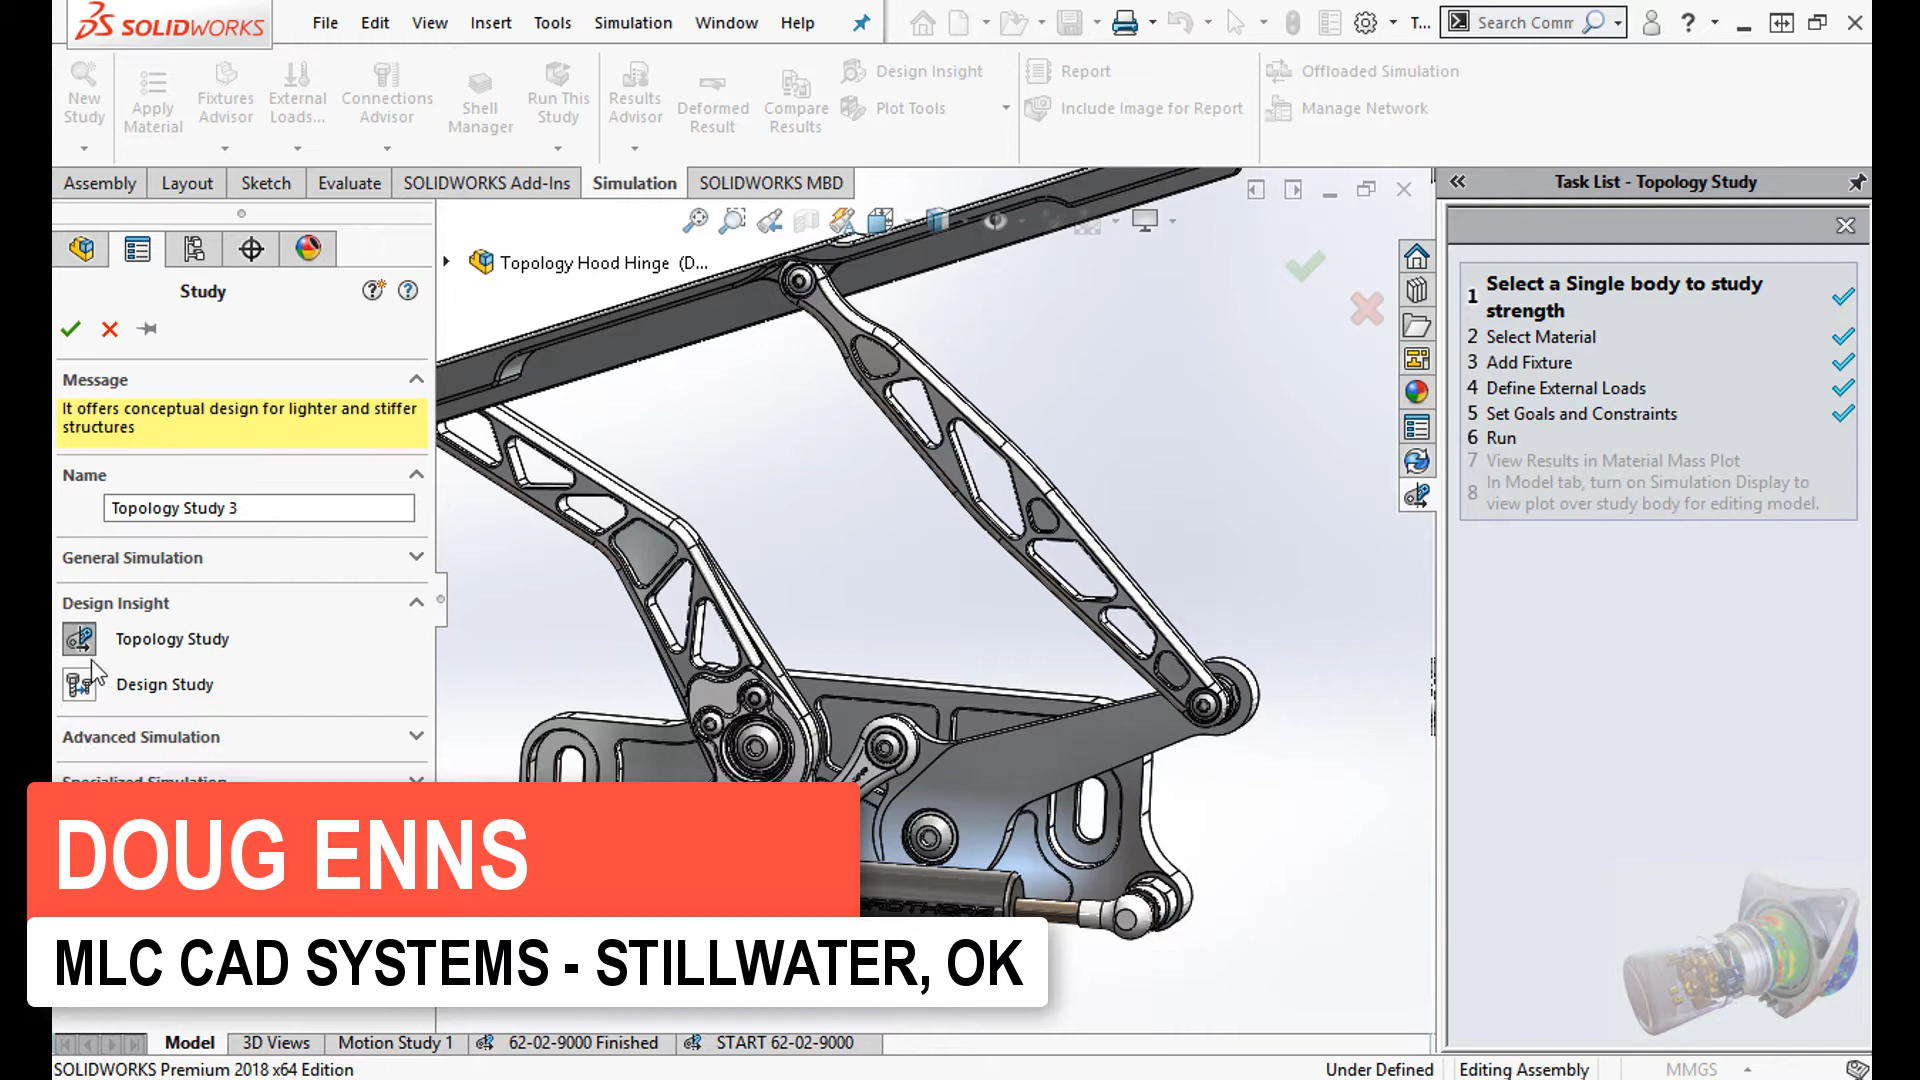 SOLIDWORKS
File Edit View Insert Tools Simulation Window Help
T...
Search Comm
New Study
Apply Material
Fixtures Advisor
External Loads...
Connections Advisor
Shell Manager
Run This Study
Results Advisor
Deformed Result
Compare Results
Design Insight
Plot Tools
Report
Include Image for Report
Offloaded Simulation
Manage Network
Assembly Layout Sketch Evaluate SOLIDWORKS Add-Ins Simulation SOLIDWORKS MBD
Task List - Topology Study
Topology Hood Hinge (D...
Study
Message
It offers conceptual design for lighter and stiffer
structures
Name
Topology Study 3
General Simulation
Design Insight
Topology Study
Design Study
Advanced Simulation
Specialized Simulation
1 Select a Single body to study
strength
2 Select Material
3 Add Fixture
4 Define External Loads
5 Set Goals and Constraints
6 Run
7 View Results in Material Mass Plot
8 In Model tab, turn on Simulation Display to
view plot over study body for editing model.
DOUG ENNS
MLC CAD SYSTEMS - STILLWATER, OK
Model 3D Views Motion Study 1 62-02-9000 Finished START 62-02-9000
SOLIDWORKS Premium 2018 x64 Edition
Under Defined Editing Assembly MMGS